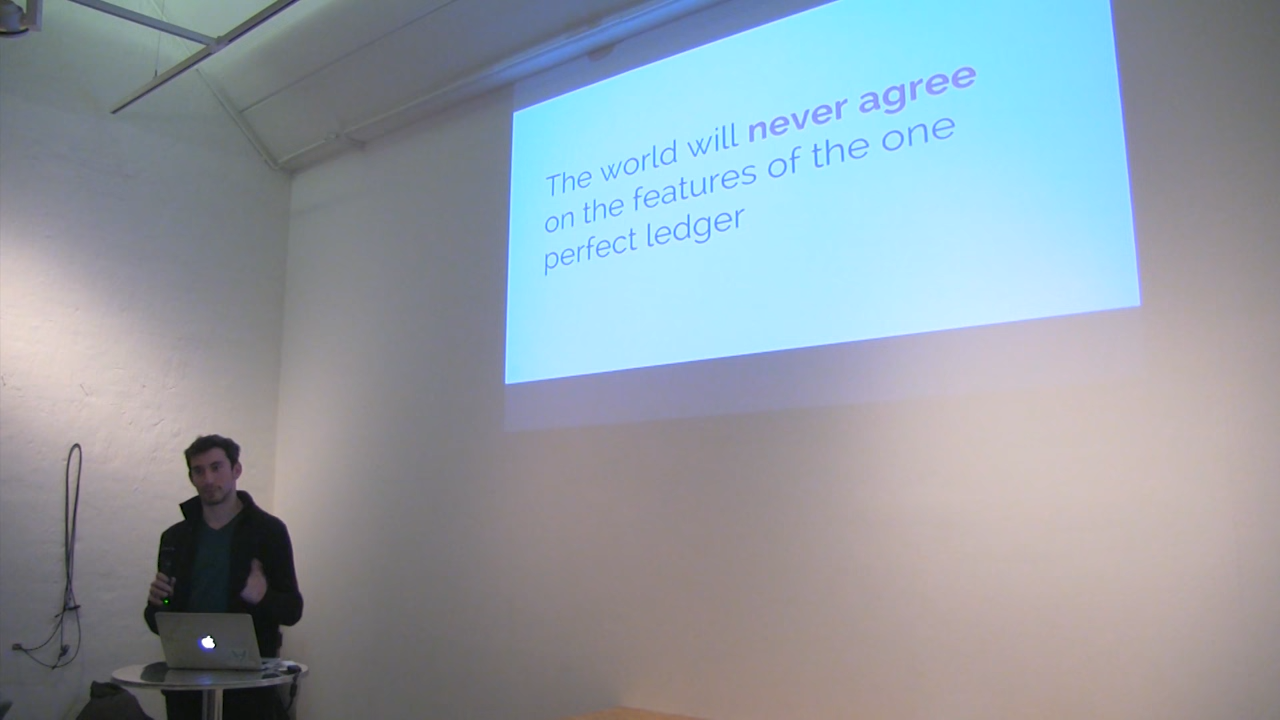 The world will never agree
on the features of the one
perfect ledger